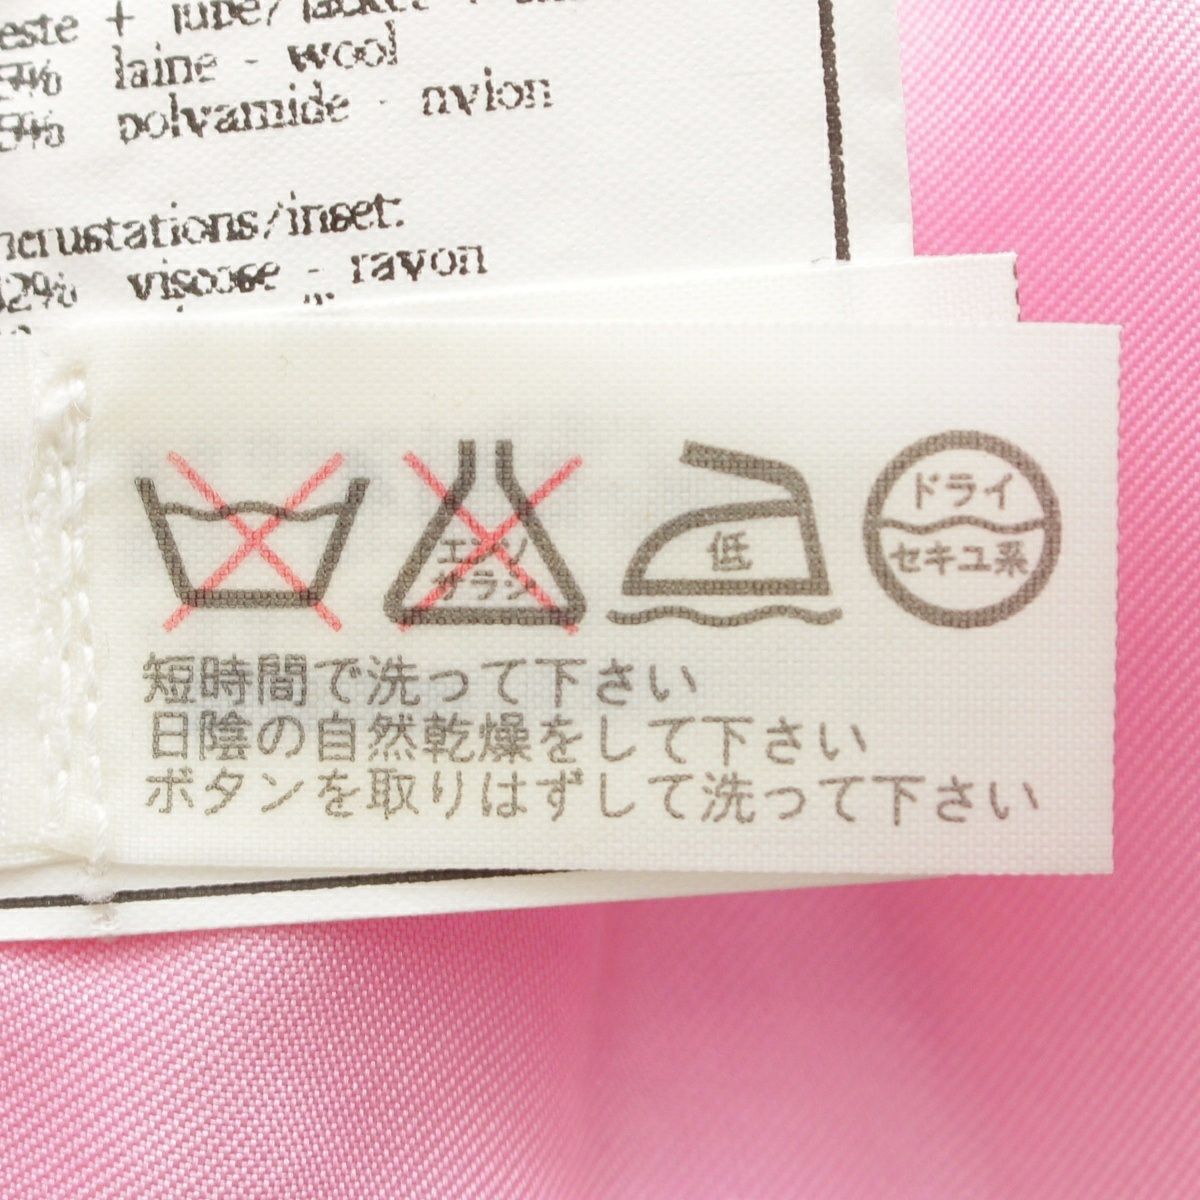 este + jupe/jacket
5% laine - wool
5% polyamide - nylon
ncrustations/inset:
42% viscose - rayon
エンソ
サラシ
低
ドライ
セキユ系
短時間で洗って下さい
日陰の自然乾燥をして下さい
ボタンを取りはずして洗って下さい